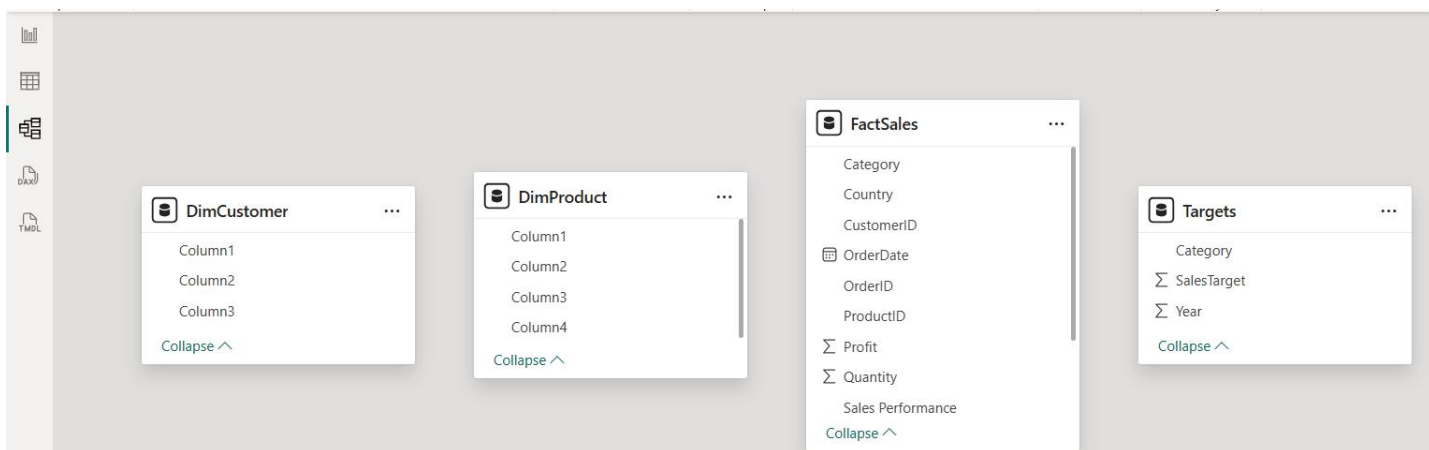 DAX
TMDL
DimCustomer
Column1
Column2
Column3
Collapse
DimProduct
Column1
Column2
Column3
Column4
Collapse
FactSales
Category
Country
CustomerID
OrderDate
OrderID
ProductID
Σ Profit
Σ Quantity
Sales Performance
Collapse
Targets
Category
Σ SalesTarget
Σ Year
Collapse